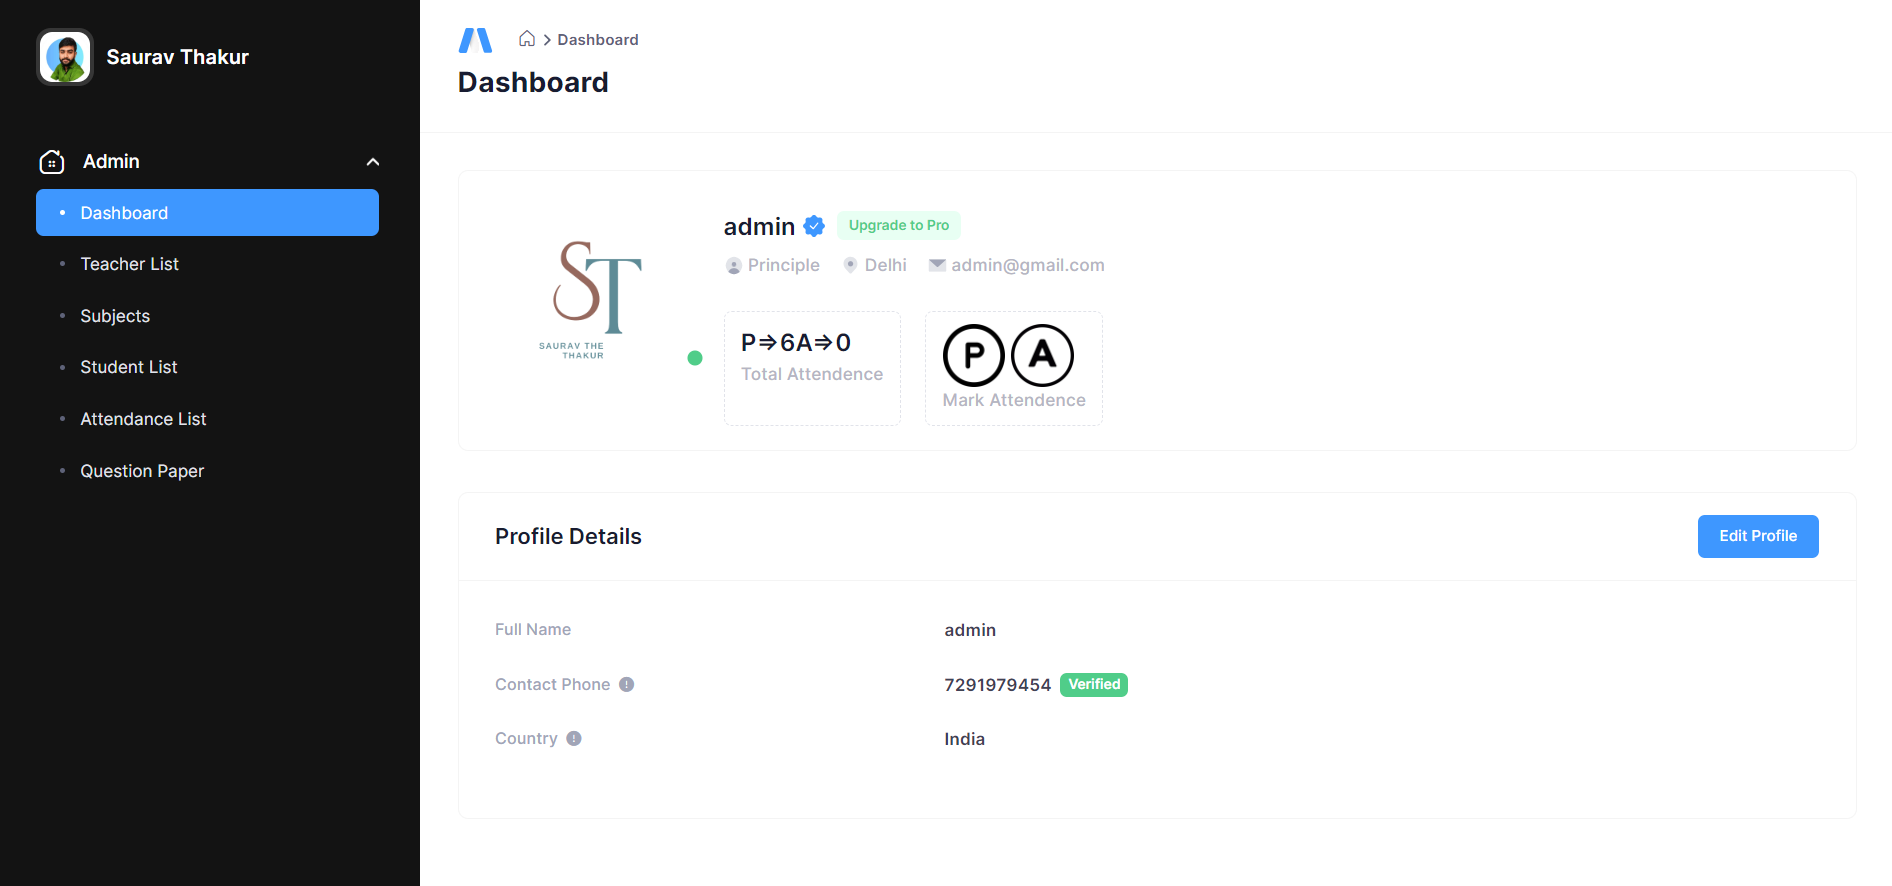 Saurav Thakur
Admin
Dashboard
Teacher List
Subjects
Student List
Attendance List
Question Paper
Dashboard
Dashboard
ST
SAURAV THE
THAKUR
admin Upgrade to Pro
Principle Delhi admin@gmail.com
P⇒6A⇒0
Total Attendence
P A
Mark Attendence
Profile Details
Edit Profile
Full Name admin
Contact Phone 7291979454 Verified
Country India